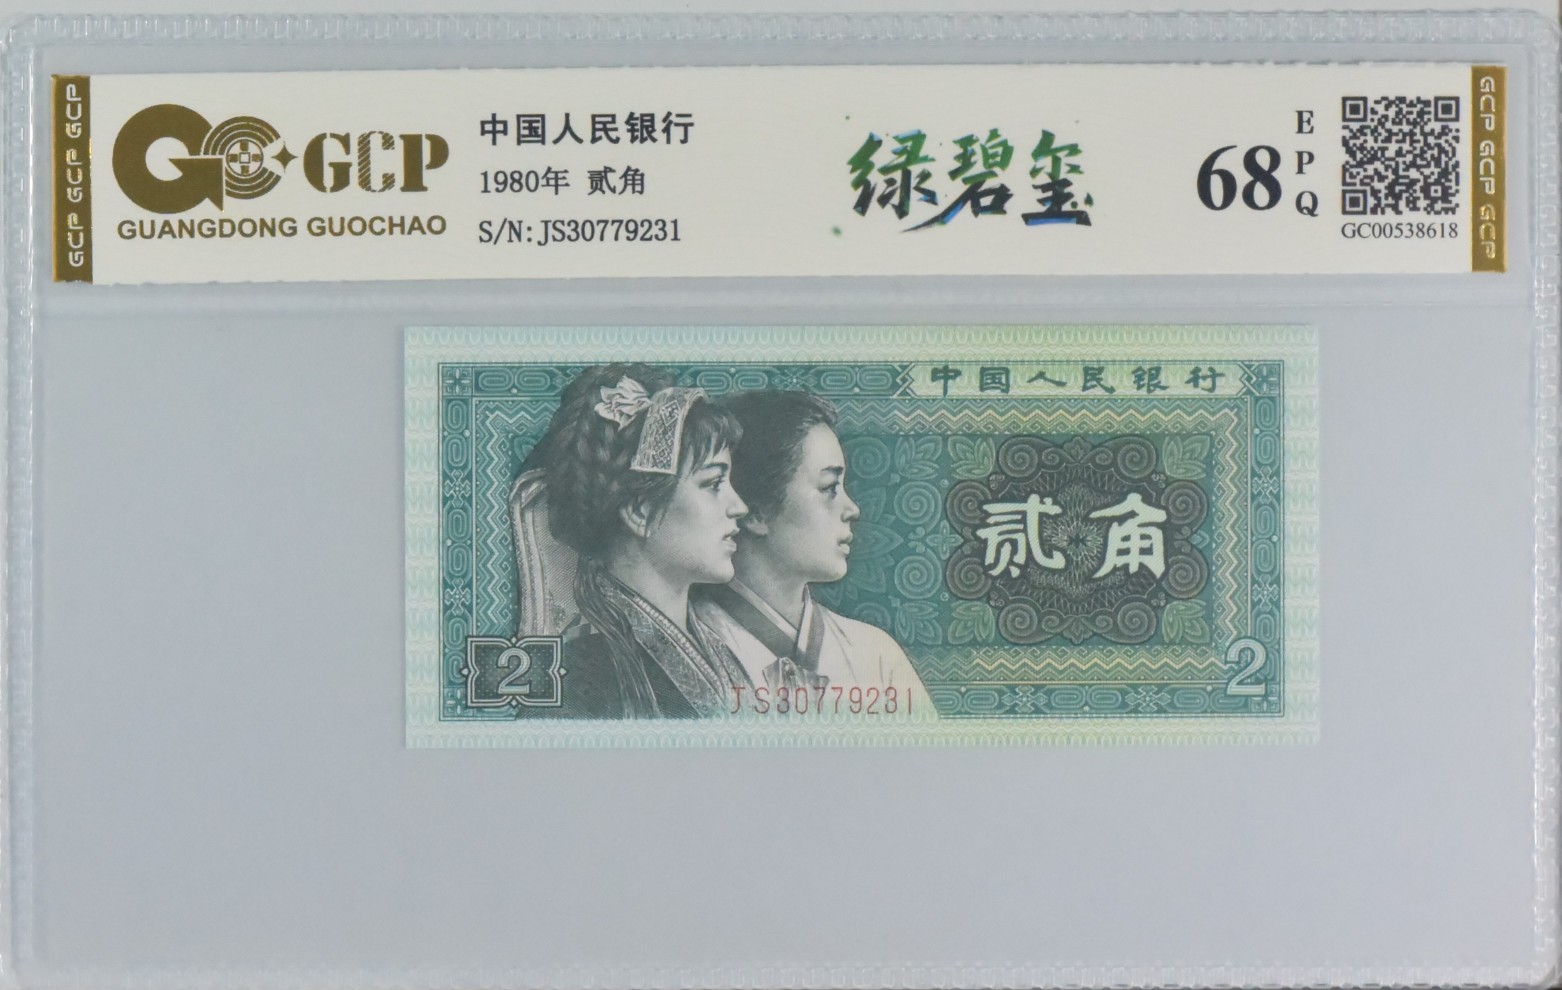 GCP GCP GCP
GCP
GUANGDONG GUOCHAO
中国人民银行
1980年 贰角
S/N: JS30779231
绿碧玺
68
EPQ
GC00538618
GCP GCP GCP
中国人民银行
贰角
2
2
JS30779231